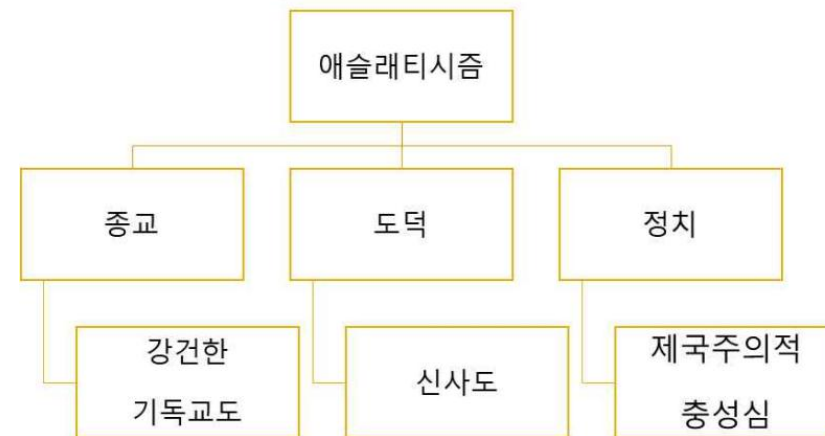 애슬래티시즘
종교
도덕
정치
강건한
기독교도
신사도
제국주의적
충성심